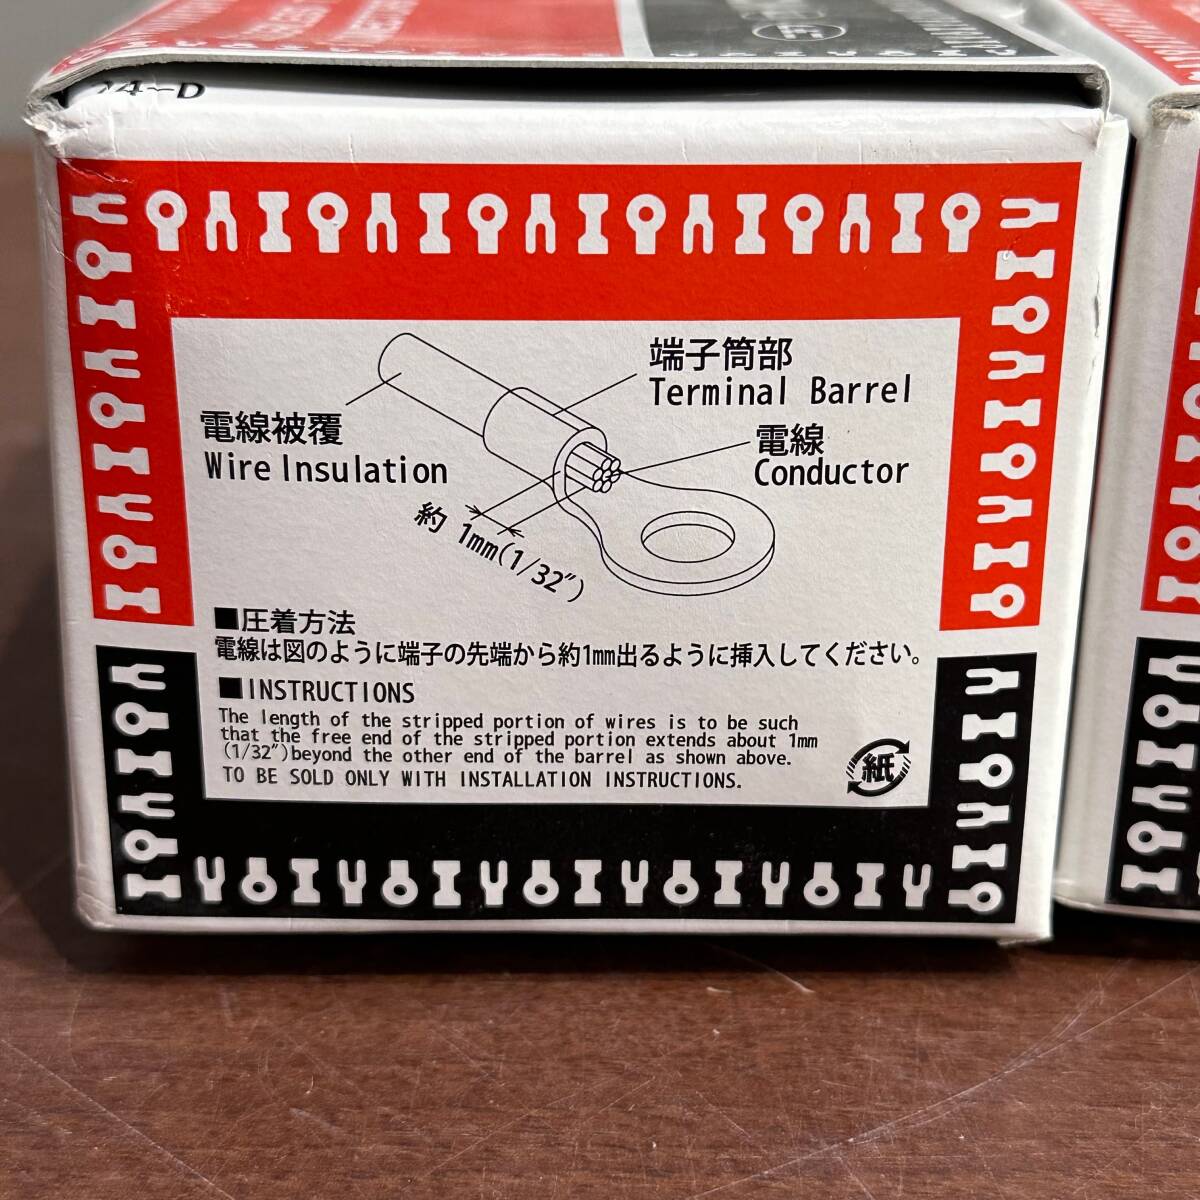 14~D
端子筒部
Terminal Barrel
電線被覆
Wire Insulation
電線
Conductor
約 1mm(1/32")
■圧着方法
電線は図のように端子の先端から約1mm出るように挿入してください。
■INSTRUCTIONS
The length of the stripped portion of wires is to be such
that the free end of the stripped portion extends about 1mm
(1/32")beyond the other end of the barrel as shown above.
TO BE SOLD ONLY WITH INSTALLATION INSTRUCTIONS.
紙